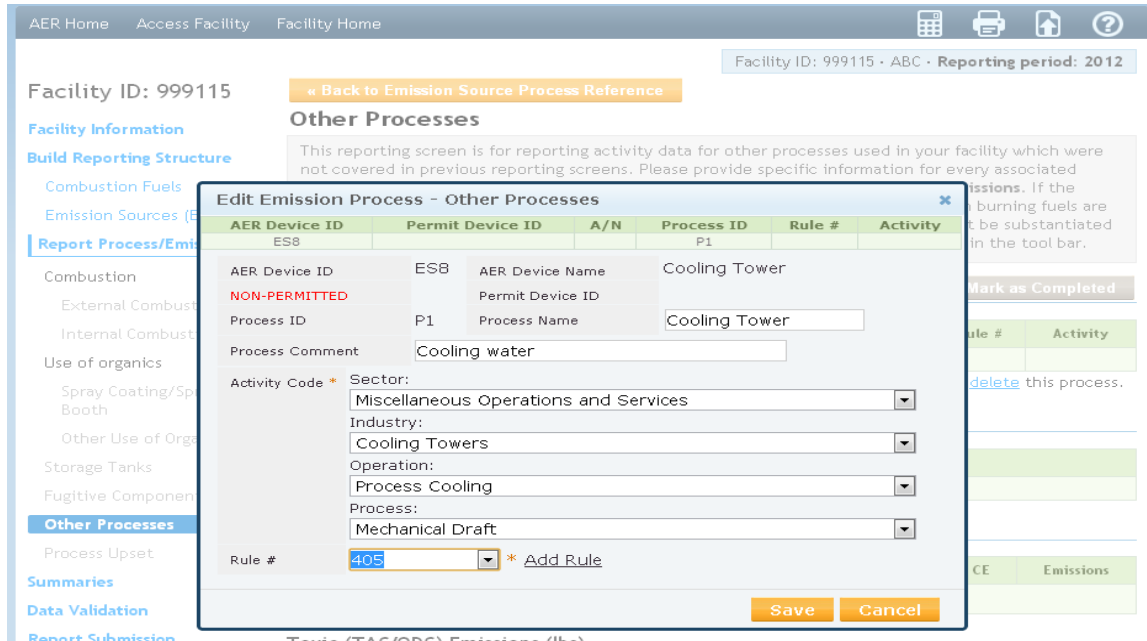 AER Home Access Facility Facility Home
Facility ID: 999115 · ABC · Reporting period: 2012
Facility ID: 999115
« Back to Emission Source Process Reference
Other Processes
Facility Information
This reporting screen is for reporting activity data for other processes used in your facility which were
not covered in previous reporting screens. Please provide specific information for every associated
issions. If the
burning fuels are
t be substantiated
in the tool bar.
Build Reporting Structure
Combustion Fuels
Emission Sources (E
Report Process/Emis
Combustion
External Combust
Internal Combust
Use of organics
Spray Coating/Spr
Booth
Other Use of Orga
Storage Tanks
Fugitive Component
Other Processes
Process Upset
Summaries
Data Validation
Report Submission
Edit Emission Process - Other Processes
AER Device ID Permit Device ID A/N Process ID Rule # Activity
ES8 P1
AER Device ID ES8 AER Device Name Cooling Tower
NON-PERMITTED Permit Device ID
Process ID P1 Process Name Cooling Tower
Process Comment Cooling water
Activity Code * Sector:
Miscellaneous Operations and Services
Industry:
Cooling Towers
Operation:
Process Cooling
Process:
Mechanical Draft
Rule # 405 * Add Rule
Save Cancel
Mark as Completed
ule # Activity
delete this process.
CE Emissions
Toxic (TAC/ODS) Emissions (lbs)